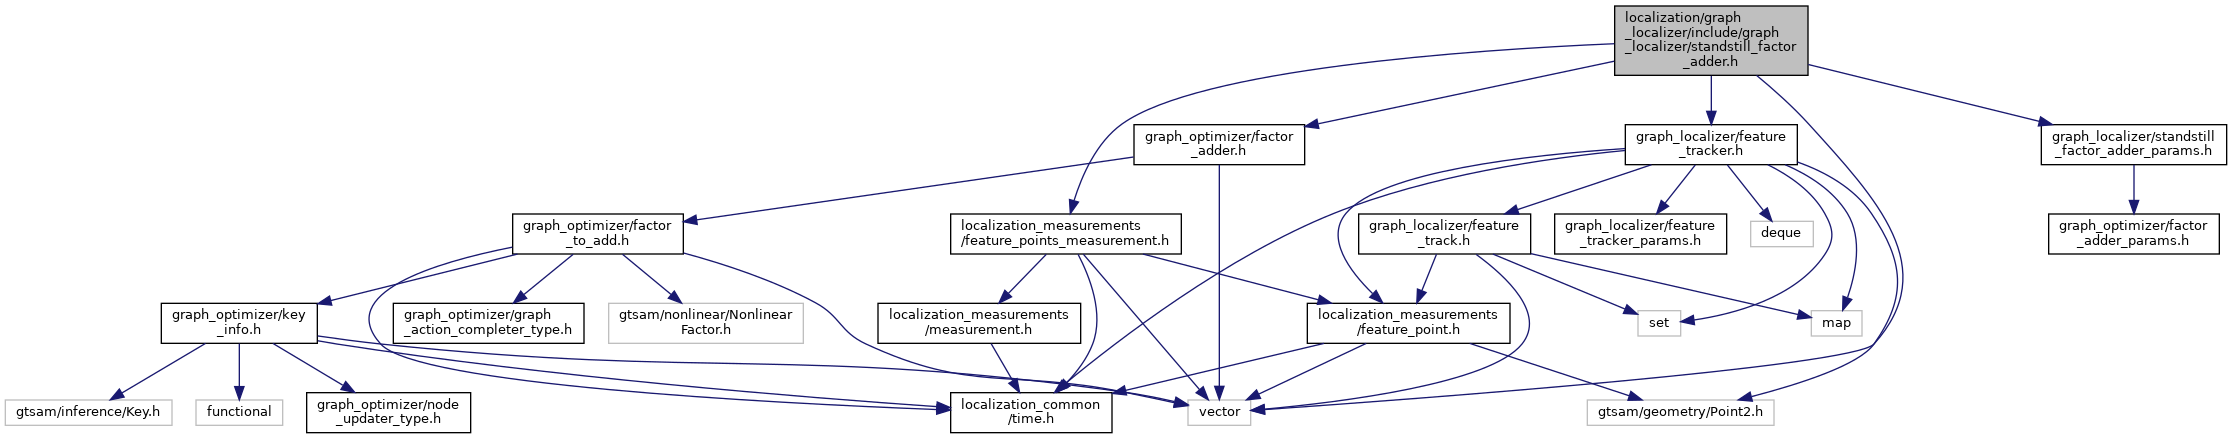 localization/graph
_localizer/include/graph
_localizer/standstill_factor
_adder.h
graph_optimizer/factor
_adder.h
graph_localizer/feature
_tracker.h
graph_localizer/standstill
_factor_adder_params.h
graph_optimizer/factor
_to_add.h
localization_measurements
/feature_points_measurement.h
graph_localizer/feature
_track.h
graph_localizer/feature
_tracker_params.h
deque
graph_optimizer/factor
_adder_params.h
graph_optimizer/key
_info.h
graph_optimizer/graph
_action_completer_type.h
gtsam/nonlinear/Nonlinear
Factor.h
localization_measurements
/measurement.h
localization_measurements
/feature_point.h
set
map
gtsam/inference/Key.h
functional
graph_optimizer/node
_updater_type.h
localization_common
/time.h
vector
gtsam/geometry/Point2.h